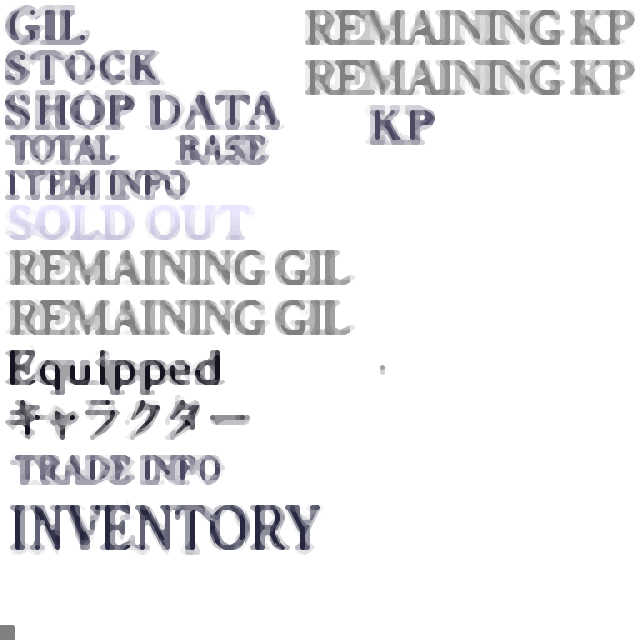 GIL
REMAINING KP
STOCK
REMAINING KP
SHOP DATA
KP
TOTAL BASE
ITEM INFO
SOLD OUT
REMAINING GIL
REMAINING GIL
Equipped
キャラクター
TRADE INFO
INVENTORY